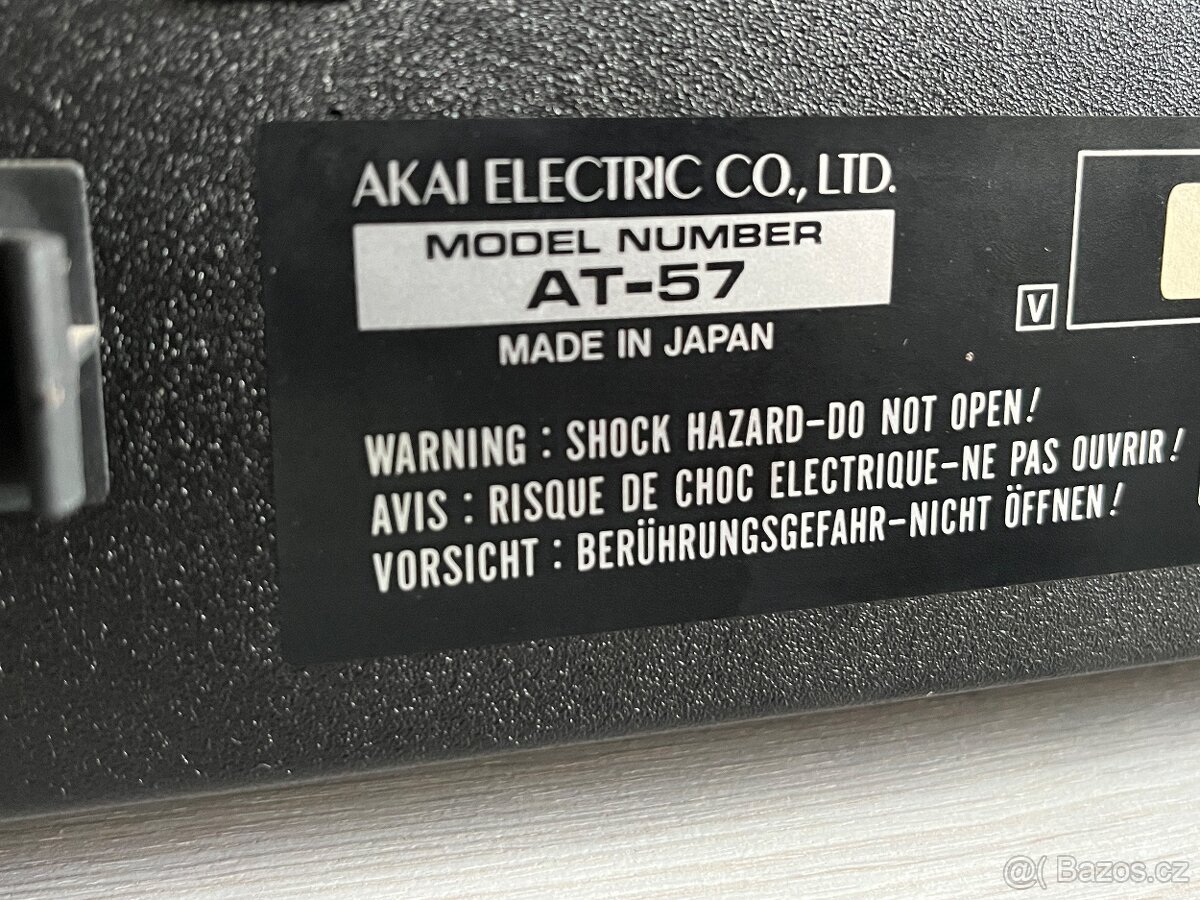 AKAI ELECTRIC CO., LTD.
MODEL NUMBER
AT-57
MADE IN JAPAN
V
WARNING : SHOCK HAZARD-DO NOT OPEN!
AVIS : RISQUE DE CHOC ELECTRIQUE-NE PAS OUVRIR!
VORSICHT : BERÜHRUNGSGEFAHR-NICHT ÖFFNEN!
@( Bazos.cz